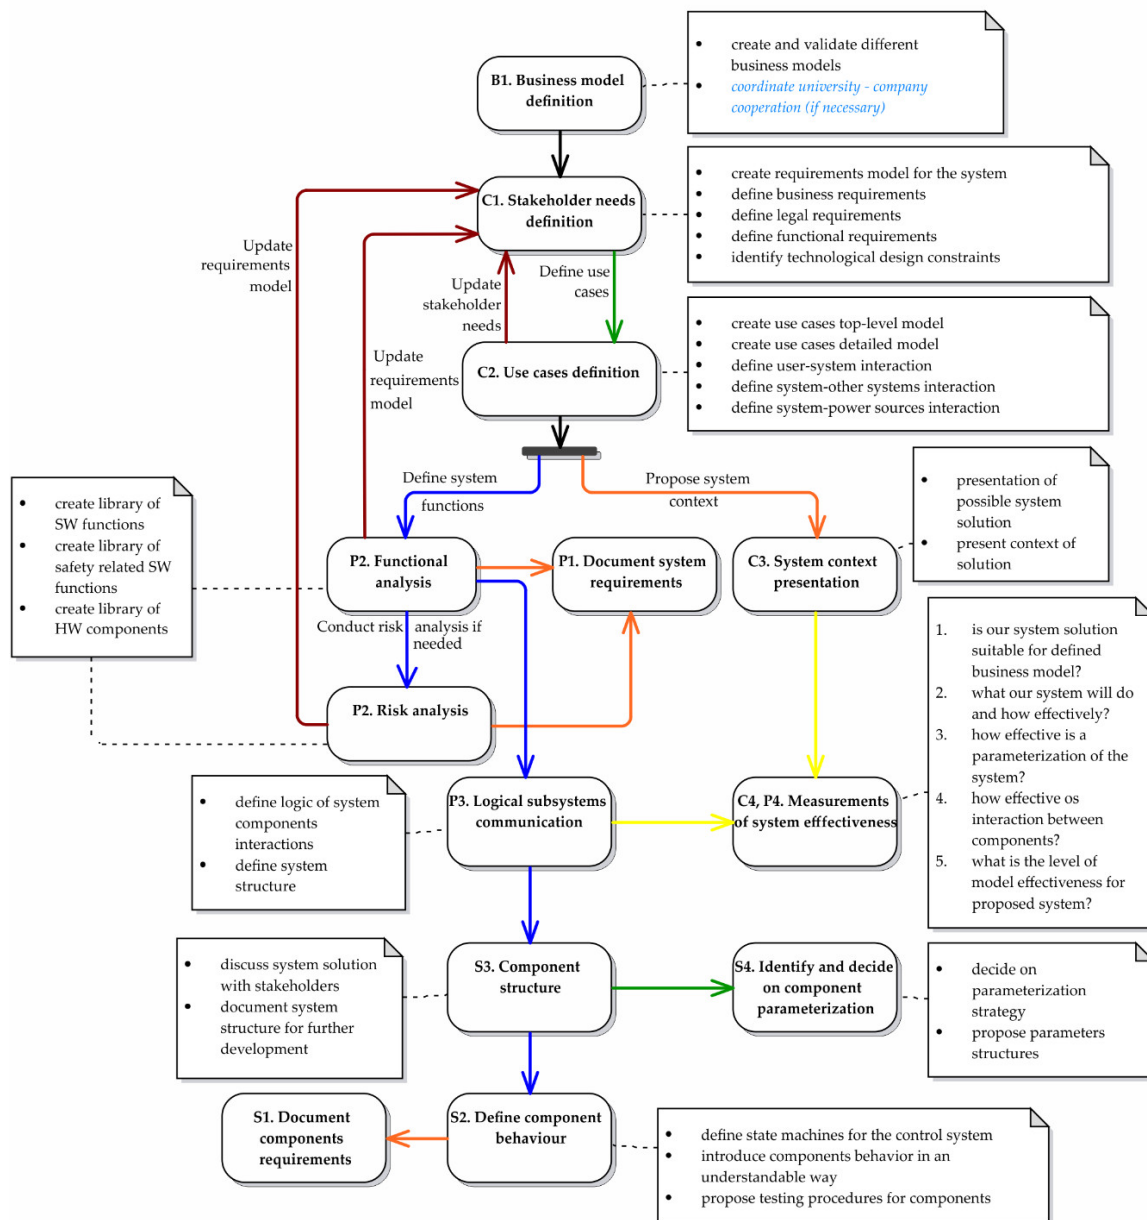 • create and validate different
business models
• coordinate university - company
cooperation (if necessary)
B1. Business model
definition
• create requirements model for the system
• define business requirements
• define legal requirements
• define functional requirements
• identify technological design constraints
C1. Stakeholder needs
definition
Update
requirements
model
Update
stakeholder
needs
Define use
cases
• create use cases top-level model
• create use cases detailed model
• define user-system interaction
• define system-other systems interaction
• define system-power sources interaction
C2. Use cases definition
Update
requirements
model
Define system
functions
Propose system
context
• presentation of
possible system
solution
• present context of
solution
• create library of
SW functions
• create library of
safety related SW
functions
• create library of
HW components
P2. Functional
analysis
P1. Document system
requirements
C3. System context
presentation
Conduct risk analysis if
needed
1. is our system solution
suitable for defined
business model?
2. what our system will do
and how effectively?
3. how effective is a
parameterization of the
system?
4. how effective os
interaction between
components?
5. what is the level of
model effectiveness for
proposed system?
P2. Risk analysis
• define logic of system
components
interactions
• define system
structure
P3. Logical subsystems
communication
C4, P4. Measurements
of system efffectiveness
• discuss system solution
with stakeholders
• document system
structure for further
development
S3. Component
structure
S4. Identify and decide
on component
parameterization
• decide on
parameterization
strategy
• propose parameters
structures
S1. Document
components
requirements
S2. Define component
behaviour
• define state machines for the control system
• introduce components behavior in an
understandable way
• propose testing procedures for components